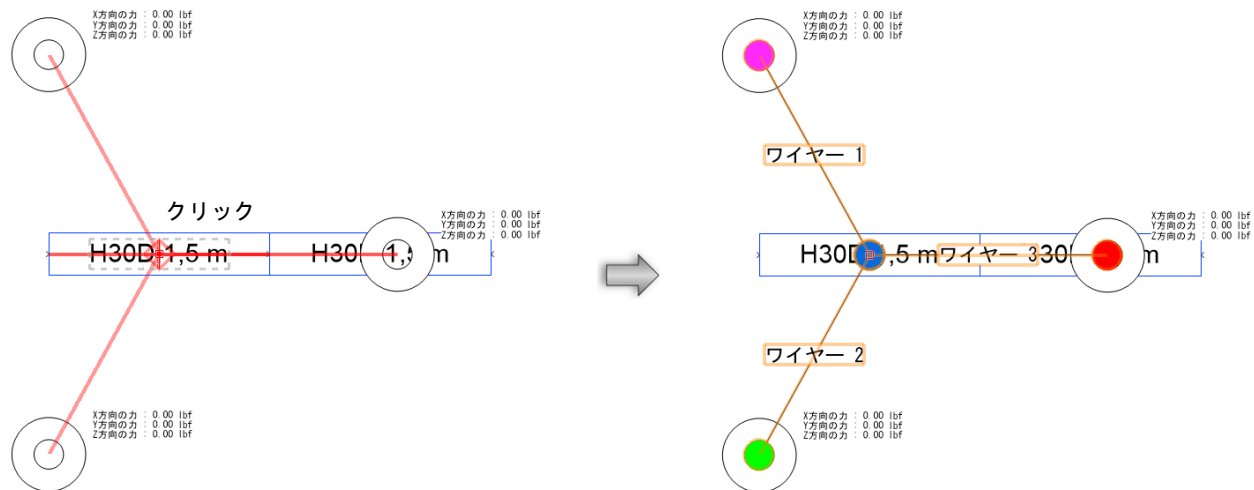 X方向の力 : 0.00 lbf
Y方向の力 : 0.00 lbf
Z方向の力 : 0.00 lbf
クリック
H30D 1,5 m
H30D 1,5 m
X方向の力 : 0.00 lbf
Y方向の力 : 0.00 lbf
Z方向の力 : 0.00 lbf
X方向の力 : 0.00 lbf
Y方向の力 : 0.00 lbf
Z方向の力 : 0.00 lbf
X方向の力 : 0.00 lbf
Y方向の力 : 0.00 lbf
Z方向の力 : 0.00 lbf
ワイヤー 1
X方向の力 : 0.00 lbf
Y方向の力 : 0.00 lbf
Z方向の力 : 0.00 lbf
H30D ,5 m
ワイヤー 3
30 m
ワイヤー 2
X方向の力 : 0.00 lbf
Y方向の力 : 0.00 lbf
Z方向の力 : 0.00 lbf